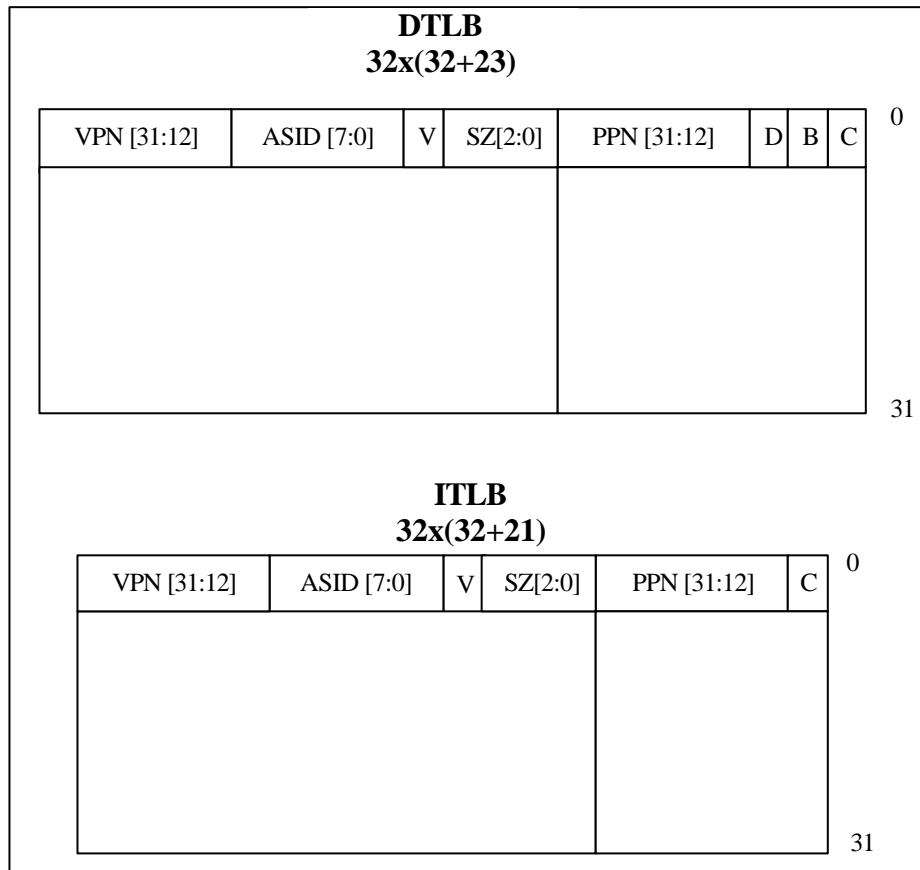 DTLB
32x(32+23)
VPN [31:12] ASID [7:0] V SZ[2:0] PPN [31:12] D B C 0
31
ITLB
32x(32+21)
VPN [31:12] ASID [7:0] V SZ[2:0] PPN [31:12] C 0
31